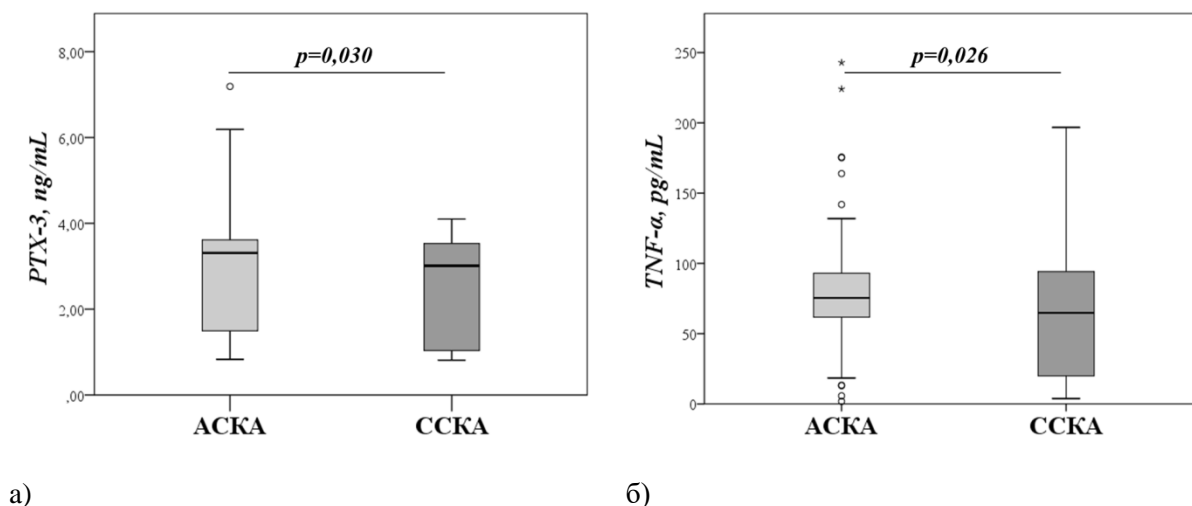 PTX-3, ng/mL
8,00
6,00
4,00
2,00
,00
p=0,030
АСКА
ССКА
а)
TNF-α, pg/mL
250
200
150
100
50
0
p=0,026
АСКА
ССКА
б)